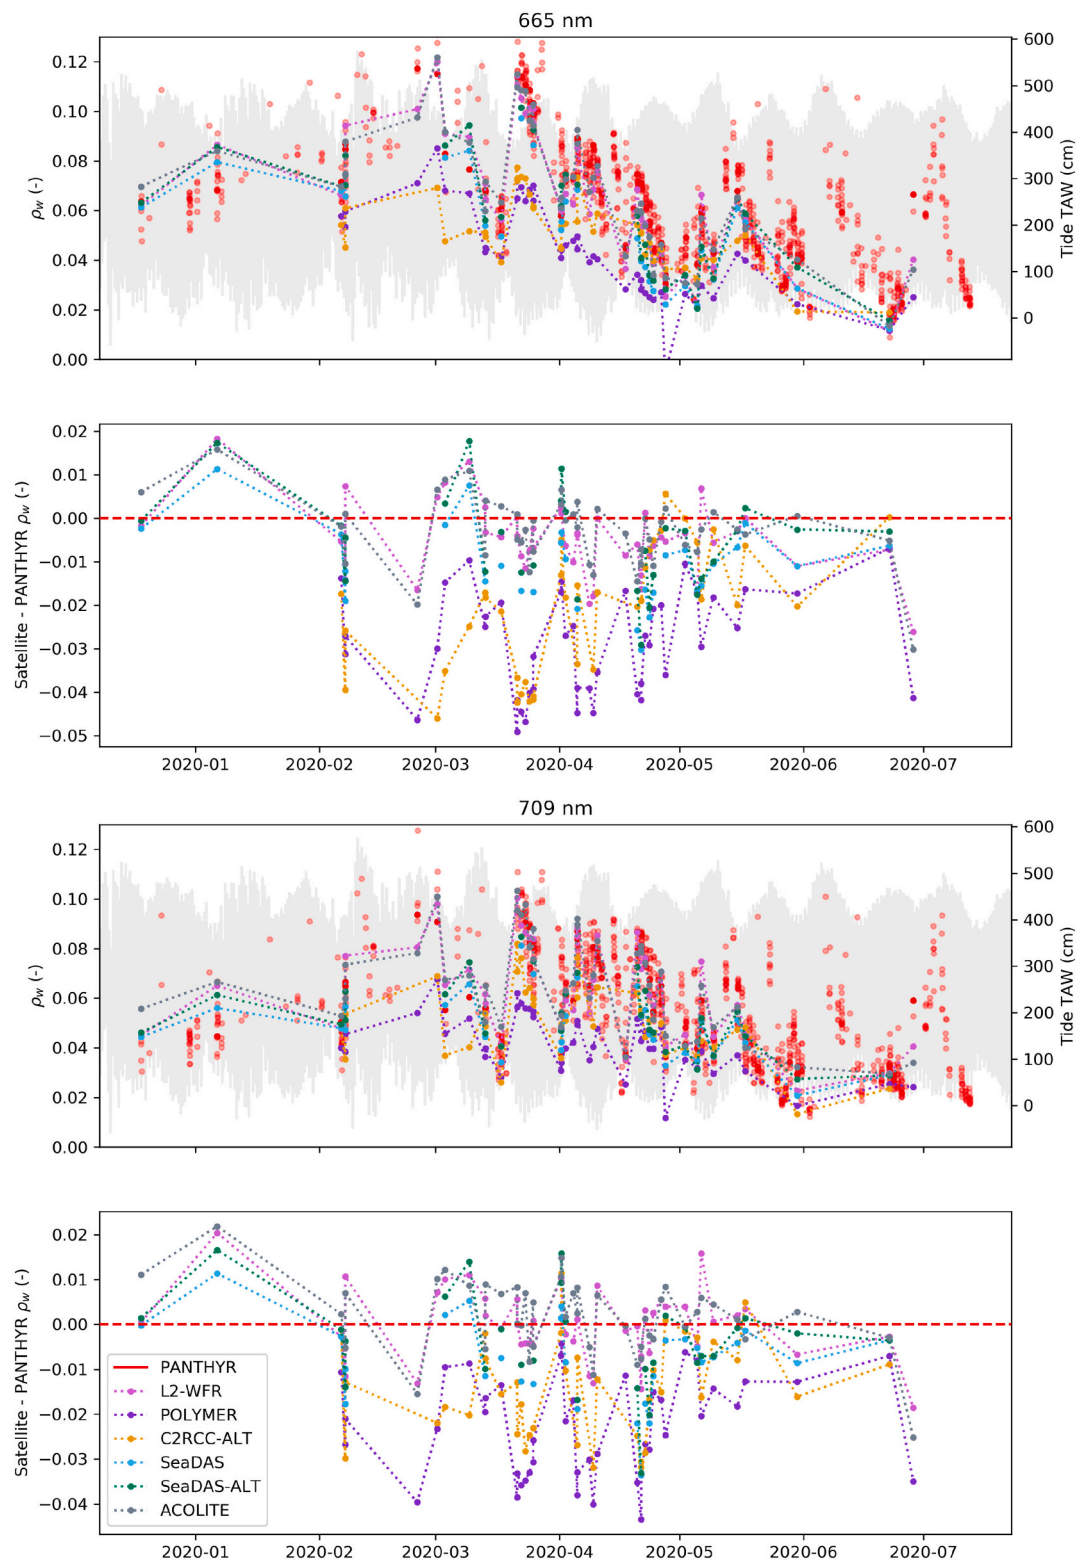 665 nm
0.12
0.10
0.08
0.06
0.04
0.02
0.00
ρw (-)
600
500
400
300
200
100
0
Tide TAW (cm)
0.02
0.01
0.00
−0.01
−0.02
−0.03
−0.04
−0.05
Satellite - PANTHYR ρw (-)
2020-01 2020-02 2020-03 2020-04 2020-05 2020-06 2020-07
709 nm
0.12
0.10
0.08
0.06
0.04
0.02
0.00
ρw (-)
600
500
400
300
200
100
0
Tide TAW (cm)
0.02
0.01
0.00
−0.01
−0.02
−0.03
−0.04
Satellite - PANTHYR ρw (-)
PANTHYR
L2-WFR
POLYMER
C2RCC-ALT
SeaDAS
SeaDAS-ALT
ACOLITE
2020-01 2020-02 2020-03 2020-04 2020-05 2020-06 2020-07